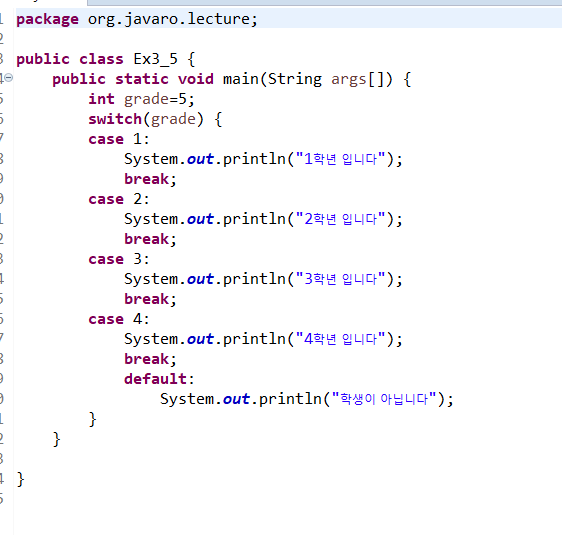 package org.javaro.lecture;
public class Ex3_5 {
public static void main(String args[]) {
int grade=5;
switch(grade) {
case 1:
System.out.println("1학년 입니다");
break;
case 2:
System.out.println("2학년 입니다");
break;
case 3:
System.out.println("3학년 입니다");
break;
case 4:
System.out.println("4학년 입니다");
break;
default:
System.out.println("학생이 아닙니다");
}
}
}